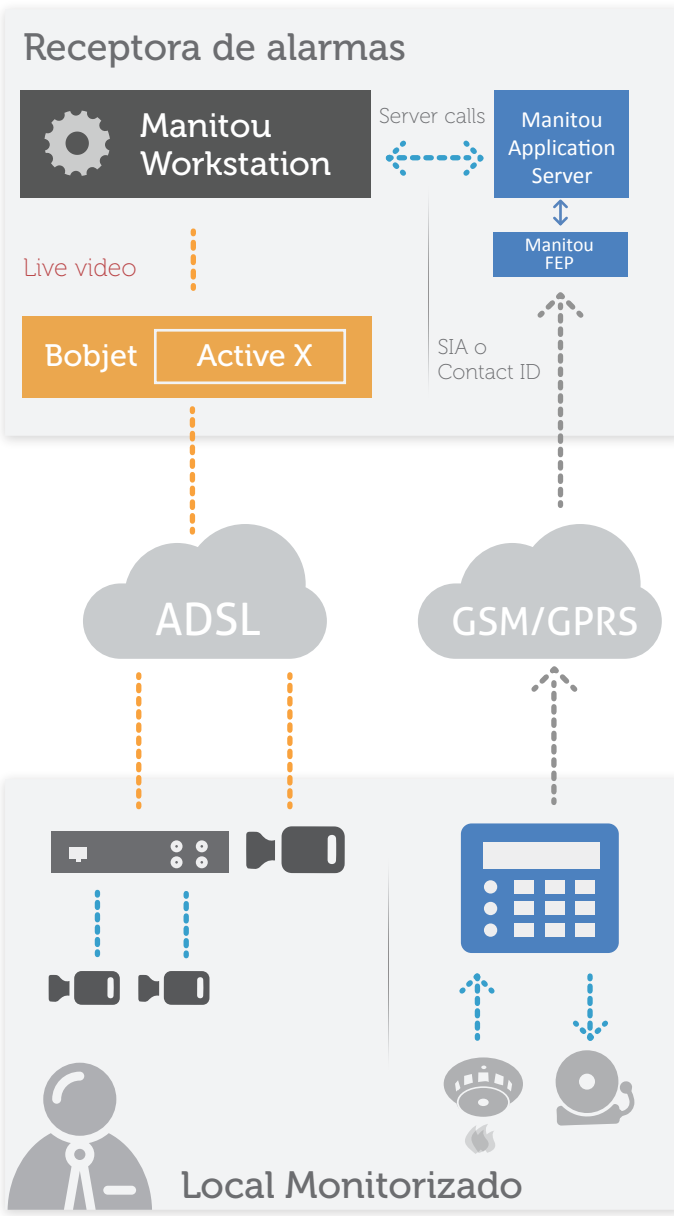 Receptora de alarmas
Manitou
Workstation
Server calls
Manitou
Application
Server
Manitou
FEP
Live video
Bobjet
Active X
SIA o
Contact ID
ADSL
GSM/GPRS
Local Monitorizado